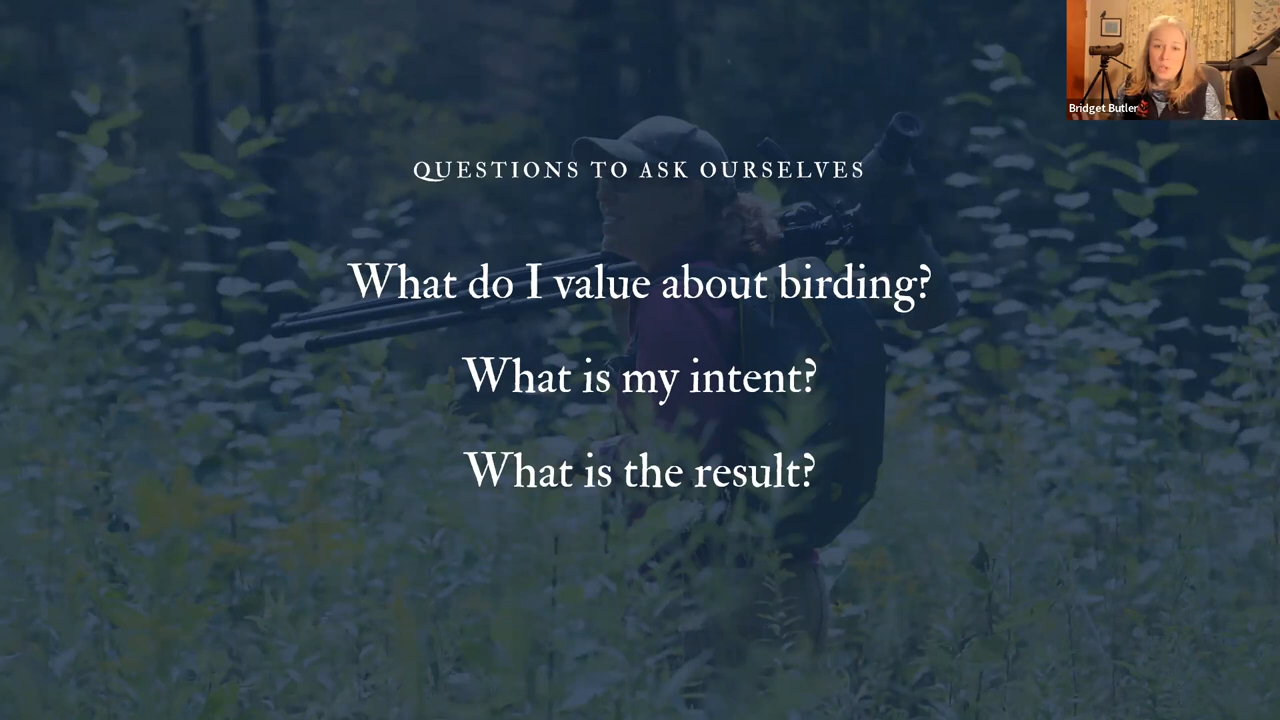 Bridget Butler
QUESTIONS TO ASK OURSELVES
What do I value about birding?
What is my intent?
What is the result?